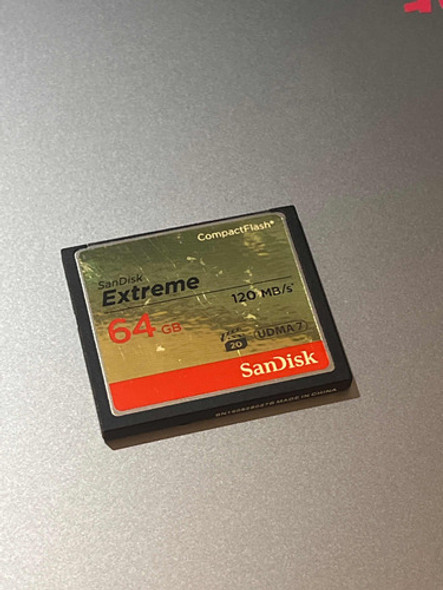 CompactFlash®
SanDisk
Extreme
120 MB/s*
64 GB
20
UDMA 7
SanDisk
MADE IN CHINA